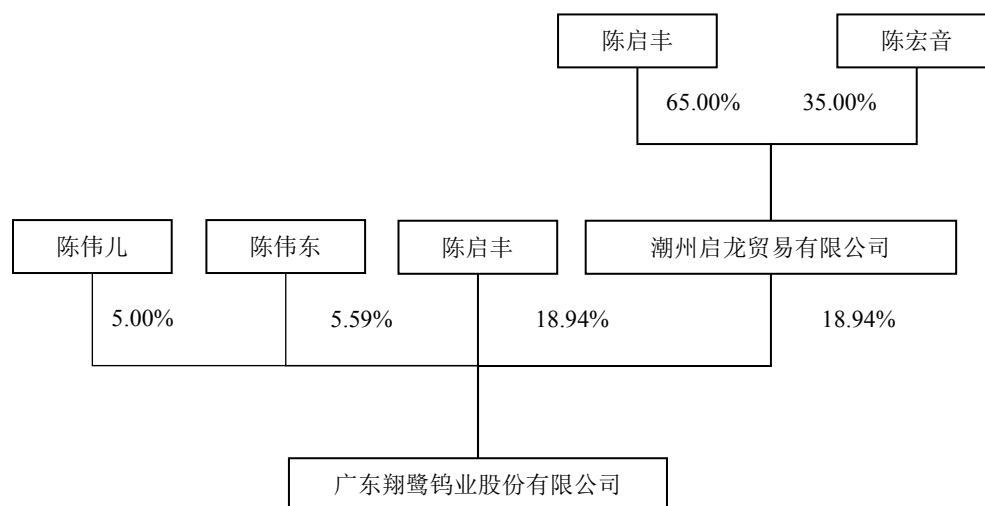 陈启丰
陈宏音
65.00%
35.00%
陈伟儿
陈伟东
陈启丰
潮州启龙贸易有限公司
5.00%
5.59%
18.94%
18.94%
广东翔鹭钨业股份有限公司